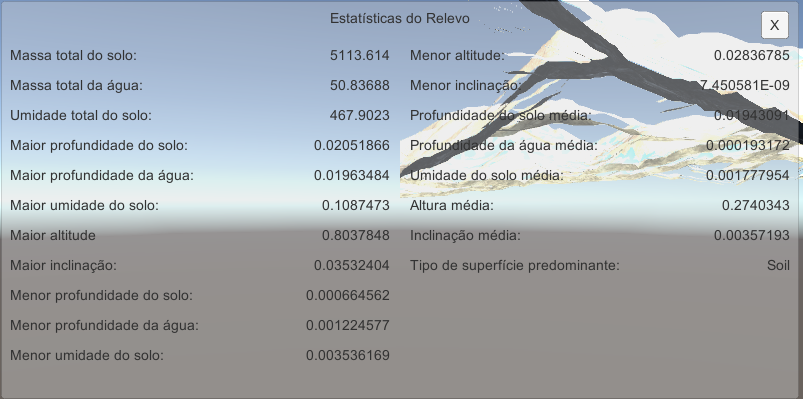 Estatísticas do Relevo
X
Massa total do solo: 5113.614
Massa total da água: 50.83688
Umidade total do solo: 467.9023
Maior profundidade do solo: 0.02051866
Maior profundidade da água: 0.01963484
Maior umidade do solo: 0.1087473
Maior altitude 0.8037848
Maior inclinação: 0.03532404
Menor profundidade do solo: 0.000664562
Menor profundidade da água: 0.001224577
Menor umidade do solo: 0.003536169
Menor altitude: 0.02836785
Menor inclinação: 7.450581E-09
Profundidade do solo média: 0.01943091
Profundidade da água média: 0.000193172
Umidade do solo média: 0.001777954
Altura média: 0.2740343
Inclinação média: 0.00357193
Tipo de superfície predominante: Soil